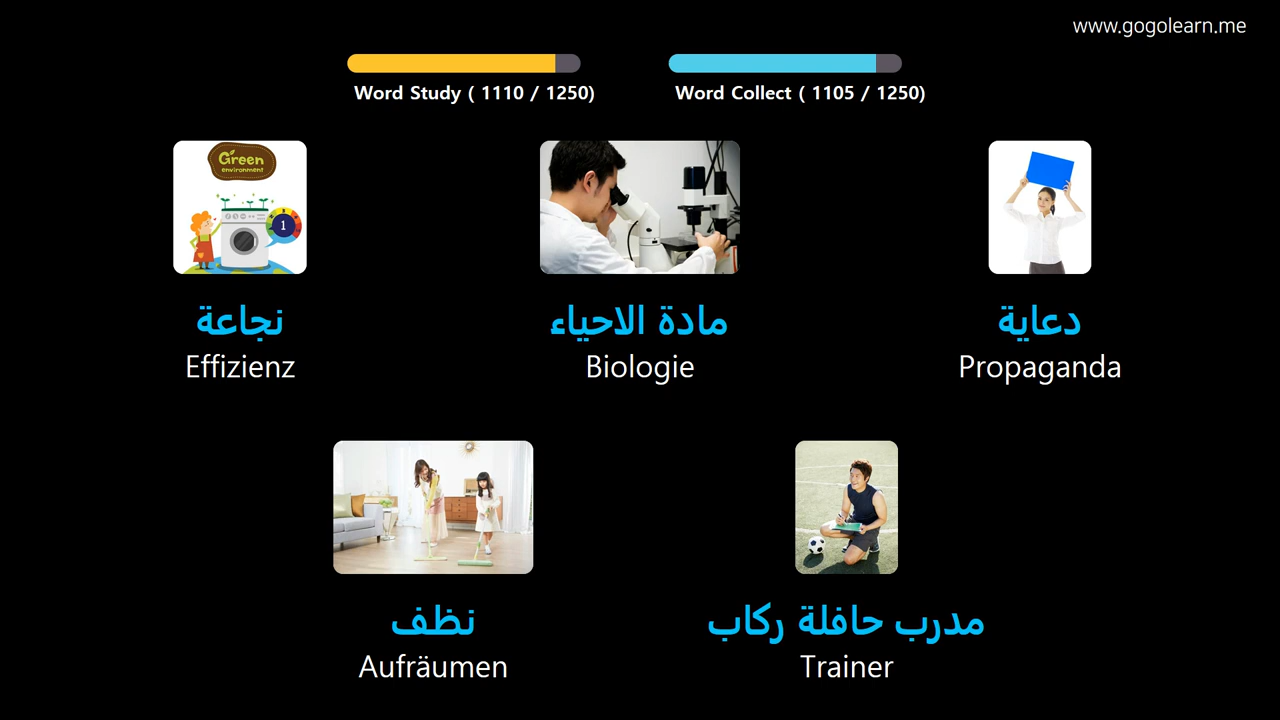 www.gogolearn.me
Word Study ( 1110 / 1250)
Word Collect ( 1105 / 1250)
Green
environment
1
نجاعة
Effizienz
مادة الاحياء
Biologie
دعاية
Propaganda
نظف
Aufräumen
مدرب حافلة ركاب
Trainer